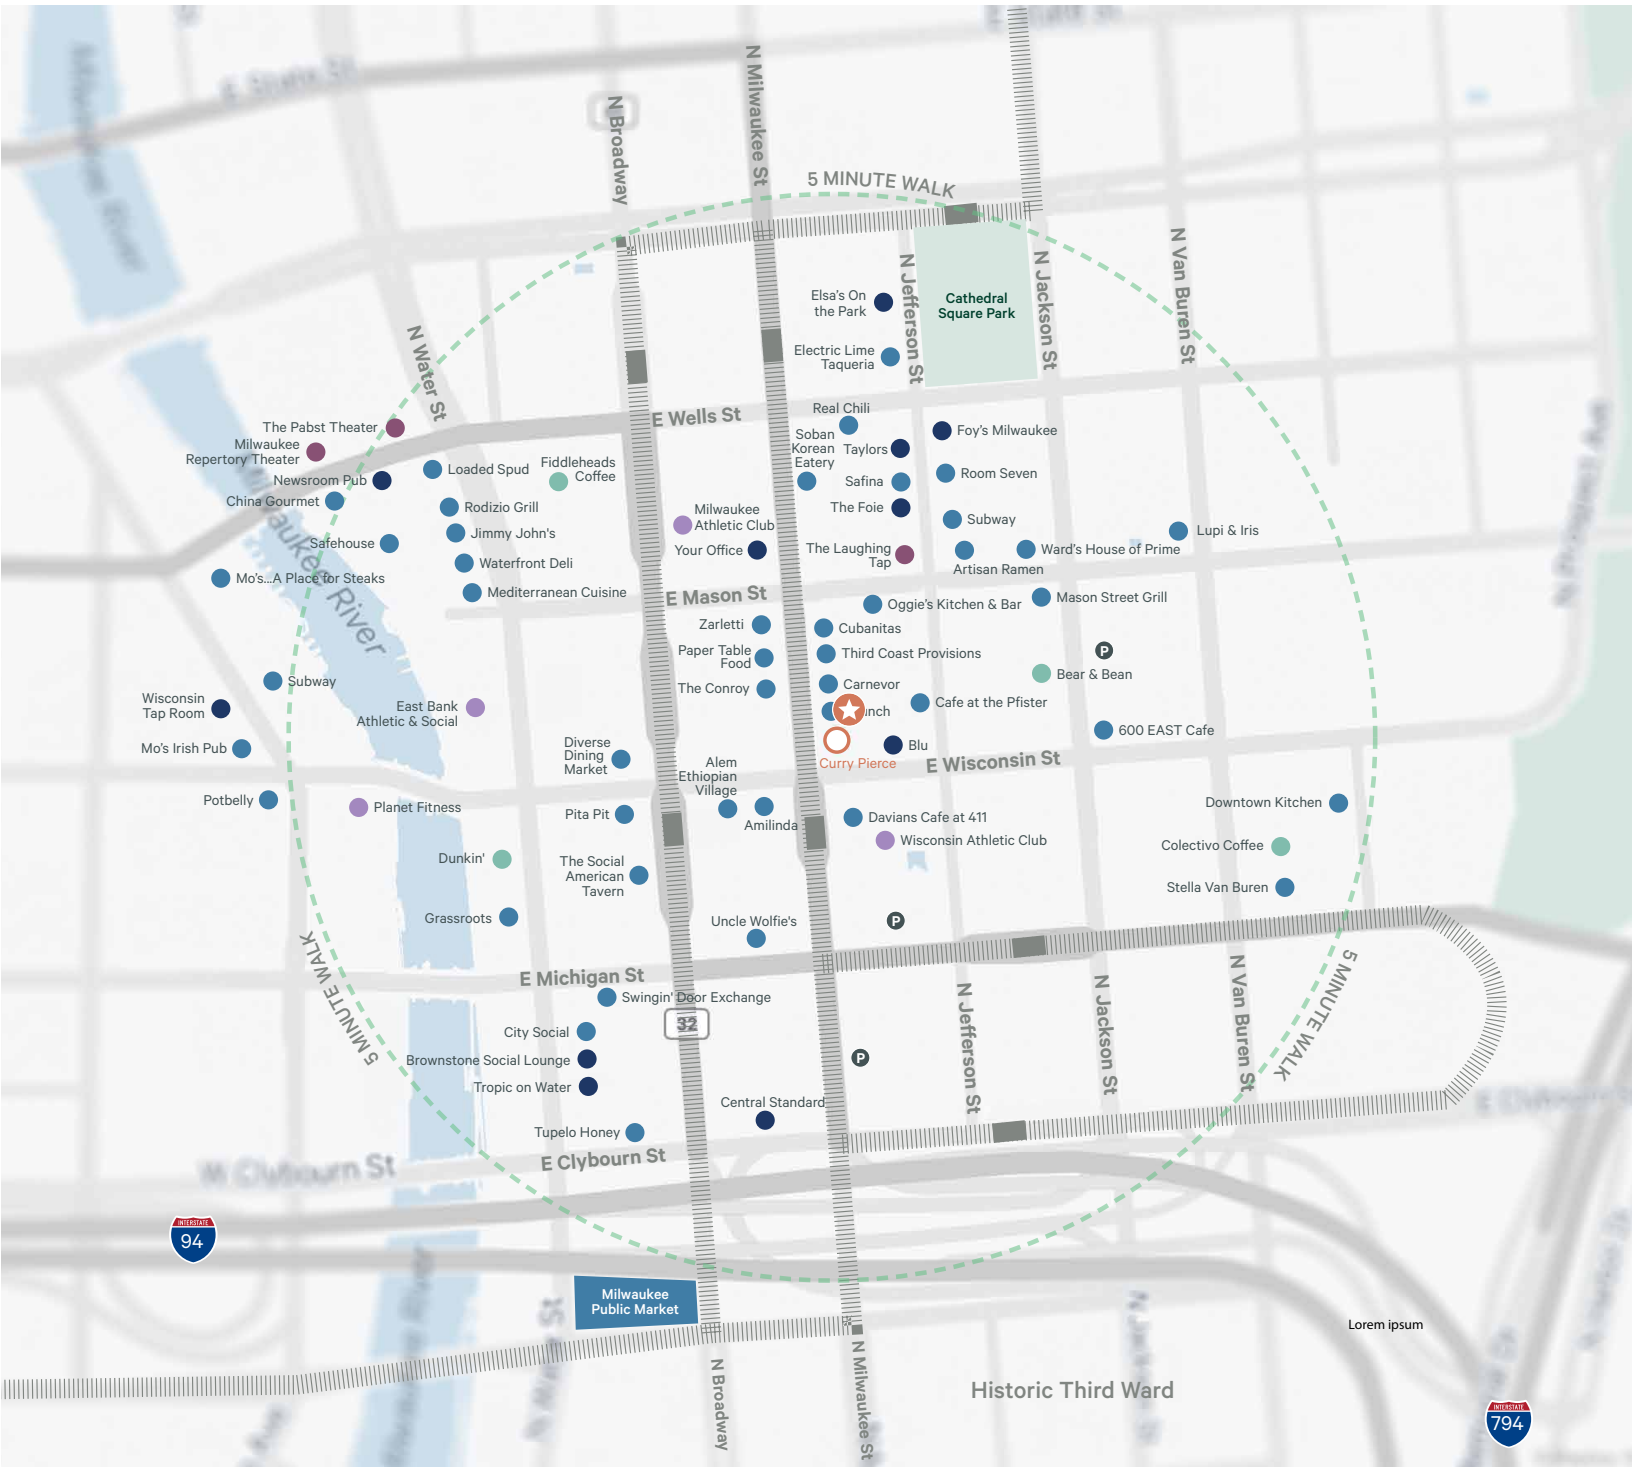 E State St
N Milwaukee St
N Broadway
Milwaukee River
5 MINUTE WALK
N Jefferson St
N Jackson St
N Van Buren St
Cathedral
Square Park
Elsa's On
the Park
Electric Lime
Taqueria
N Water St
E Wells St
Real Chili
The Pabst Theater
Milwaukee
Repertory Theater
Newsroom Pub
China Gourmet
Safehouse
Mo's...A Place for Steaks
Milwaukee River
Loaded Spud
Fiddleheads
Coffee
Rodizio Grill
Jimmy John's
Waterfront Deli
Mediterranean Cuisine
Soban
Korean
Eatery
Taylors
Safina
The Foie
Foy's Milwaukee
Room Seven
Subway
Milwaukee
Athletic Club
Your Office
The Laughing
Tap
Artisan Ramen
Ward's House of Prime
Lupi & Iris
N Prospect Ave
E Mason St
Zarletti
Paper Table
Food
The Conroy
Oggie's Kitchen & Bar
Mason Street Grill
Cubanitas
Third Coast Provisions
Carnevor
P
Bear & Bean
Cafe at the Pfister
600 EAST Cafe
Blu
Curry Pierce
E Wisconsin St
Subway
Wisconsin
Tap Room
Mo's Irish Pub
Potbelly
East Bank
Athletic & Social
Planet Fitness
Diverse
Dining
Market
Pita Pit
Alem
Ethiopian
Village
Amilinda
Davians Cafe at 411
Wisconsin Athletic Club
Downtown Kitchen
Colectivo Coffee
Stella Van Buren
Dunkin'
The Social
American
Tavern
Grassroots
Uncle Wolfie's
P
5 MINUTE WALK
5 MINUTE WALK
E Michigan St
Swingin' Door Exchange
32
City Social
Brownstone Social Lounge
Tropic on Water
Tupelo Honey
Central Standard
P
N Jefferson St
N Jackson St
N Van Buren St
E Clybourn St
W Clybourn St
INTERSTATE
94
Milwaukee
Public Market
N Broadway
N Milwaukee St
Historic Third Ward
Lorem ipsum
INTERSTATE
794